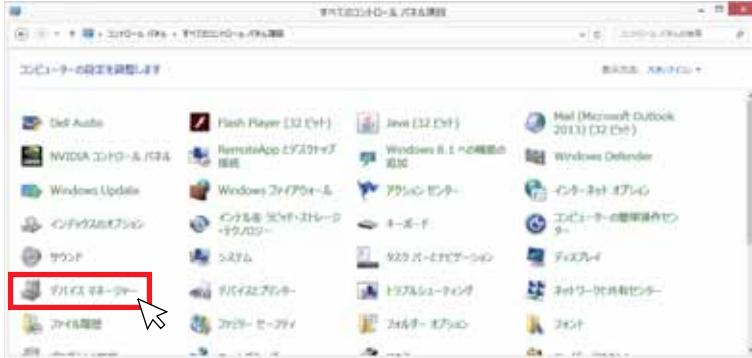 すべてのコントロール パネル項目
コントロール パネル すべてのコントロール パネル項目
コンピューターの設定を調整します
表示方法: 大きいアイコン
Dell Audio
Flash Player (32 ビット)
Java (32 ビット)
Mail (Microsoft Outlook
2013) (32 ビット)
NVIDIA コントロール パネル
RemoteApp とデスクトップ
接続
Windows 8.1 への機能の
追加
Windows Defender
Windows Update
Windows ファイアウォール
アクション センター
インターネット オプション
インデックスのオプション
インテル® ラピッド・ストレージ
・テクノロジー
キーボード
コンピューターの簡単操作セン
ター
サウンド
システム
タスク バーとナビゲーション
ディスプレイ
デバイス マネージャー
デバイスとプリンター
トラブルシューティング
ネットワークと共有センター
ファイル履歴
ファミリー セーフティ
フォルダー オプション
フォント